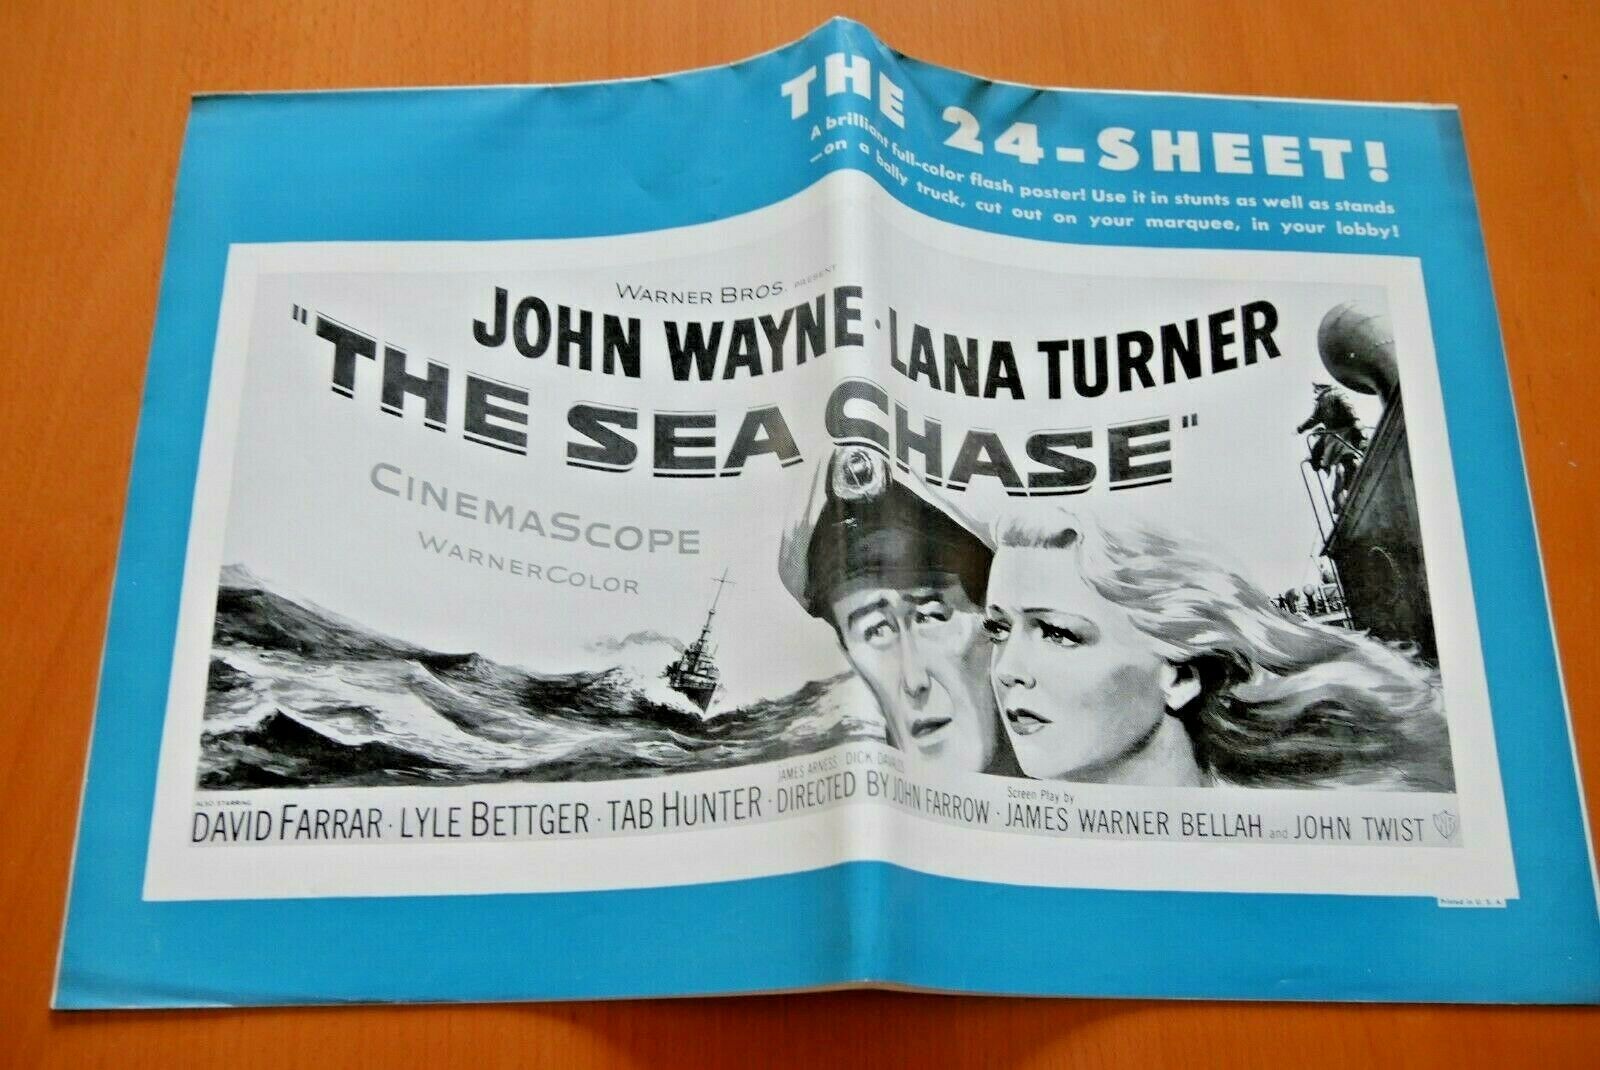 THE 24-SHEET!
A brilliant full-color flash poster! Use it in stunts as well as stands
—on a bally truck, cut out on your marquee, in your lobby!
WARNER BROS. PRESENT
JOHN WAYNE · LANA TURNER
"THE SEA CHASE"
CINEMASCOPE
WARNERCOLOR
ALSO STARRING
JAMES ARNESS DICK DAVALOS
Screen Play by
DAVID FARRAR · LYLE BETTGER · TAB HUNTER · DIRECTED BY JOHN FARROW · JAMES WARNER BELLAH and JOHN TWIST WB
Printed in U. S. A.